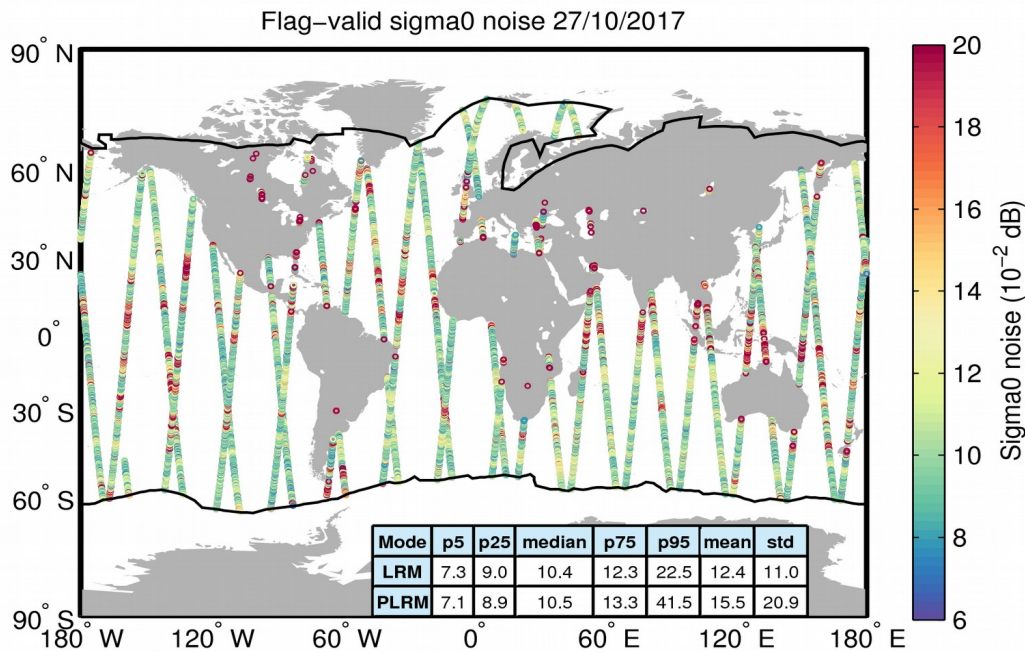 Flag−valid sigma0 noise 27/10/2017
90° N
60° N
30° N
0°
30° S
60° S
90° S
180° W
120° W
60° W
0°
60° E
120° E
180° E
Mode p5 p25 median p75 p95 mean std
LRM 7.3 9.0 10.4 12.3 22.5 12.4 11.0
PLRM 7.1 8.9 10.5 13.3 41.5 15.5 20.9
20
18
16
14
12
10
8
6
Sigma0 noise (10⁻² dB)